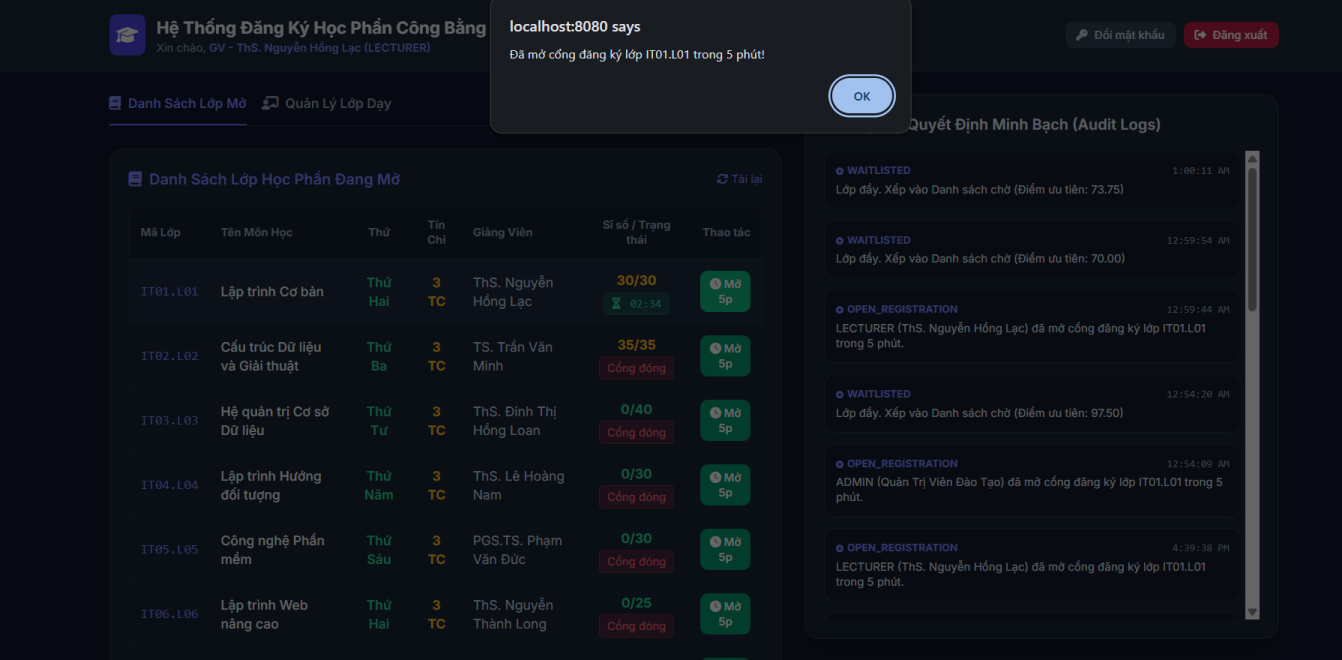 Hệ Thống Đăng Ký Học Phần Công Bằng
Xin chào, GV - ThS. Nguyễn Hồng Lạc (LECTURER)
localhost:8080 says
Đã mở cổng đăng ký lớp IT01.L01 trong 5 phút!
OK
Đổi mật khẩu
Đăng xuất
Danh Sách Lớp Mở
Quản Lý Lớp Dạy
Danh Sách Lớp Học Phần Đang Mở
Tải lại
Mã Lớp
Tên Môn Học
Thứ
Tín
Chỉ
Giảng Viên
Sĩ số / Trạng
thái
Thao tác
IT01.L01
Lập trình Cơ bản
Thứ
Hai
3
TC
ThS. Nguyễn
Hồng Lạc
30/30
02:34
Mở
5p
IT02.L02
Cấu trúc Dữ liệu
và Giải thuật
Thứ
Ba
3
TC
TS. Trần Văn
Minh
35/35
Cổng đóng
Mở
5p
IT03.L03
Hệ quản trị Cơ sở
Dữ liệu
Thứ
Tư
3
TC
ThS. Đinh Thị
Hồng Loan
0/40
Cổng đóng
Mở
5p
IT04.L04
Lập trình Hướng
đối tượng
Thứ
Năm
3
TC
ThS. Lê Hoàng
Nam
0/30
Cổng đóng
Mở
5p
IT05.L05
Công nghệ Phần
mềm
Thứ
Sáu
3
TC
PGS.TS. Phạm
Văn Đức
0/30
Cổng đóng
Mở
5p
IT06.L06
Lập trình Web
nâng cao
Thứ
Hai
3
TC
ThS. Nguyễn
Thành Long
0/25
Cổng đóng
Mở
5p
Quyết Định Minh Bạch (Audit Logs)
WAITLISTED
1:00:11 AM
Lớp đầy. Xếp vào Danh sách chờ (Điểm ưu tiên: 73.75)
WAITLISTED
12:59:54 AM
Lớp đầy. Xếp vào Danh sách chờ (Điểm ưu tiên: 70.00)
OPEN_REGISTRATION
12:59:44 AM
LECTURER (ThS. Nguyễn Hồng Lạc) đã mở cổng đăng ký lớp IT01.L01
trong 5 phút.
WAITLISTED
12:54:20 AM
Lớp đầy. Xếp vào Danh sách chờ (Điểm ưu tiên: 97.50)
OPEN_REGISTRATION
12:54:09 AM
ADMIN (Quản Trị Viên Đào Tạo) đã mở cổng đăng ký lớp IT01.L01 trong 5
phút.
OPEN_REGISTRATION
4:39:38 PM
LECTURER (ThS. Nguyễn Hồng Lạc) đã mở cổng đăng ký lớp IT01.L01
trong 5 phút.